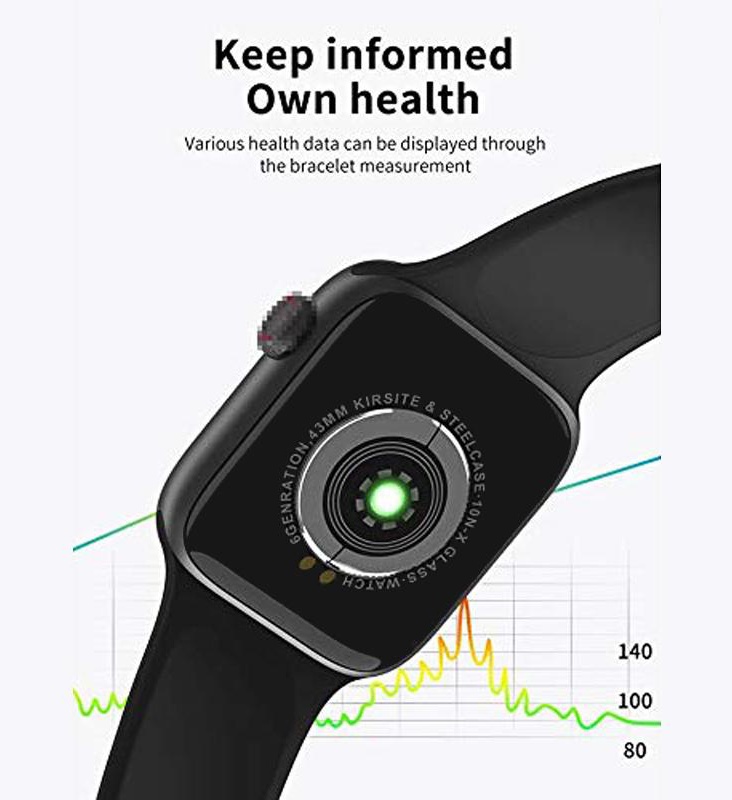 Keep informed
Own health
Various health data can be displayed through
the bracelet measurement
6GENRATION,43MM KIRSITE & STEELCASE·10N-X GLASS·WATCH
140
100
80